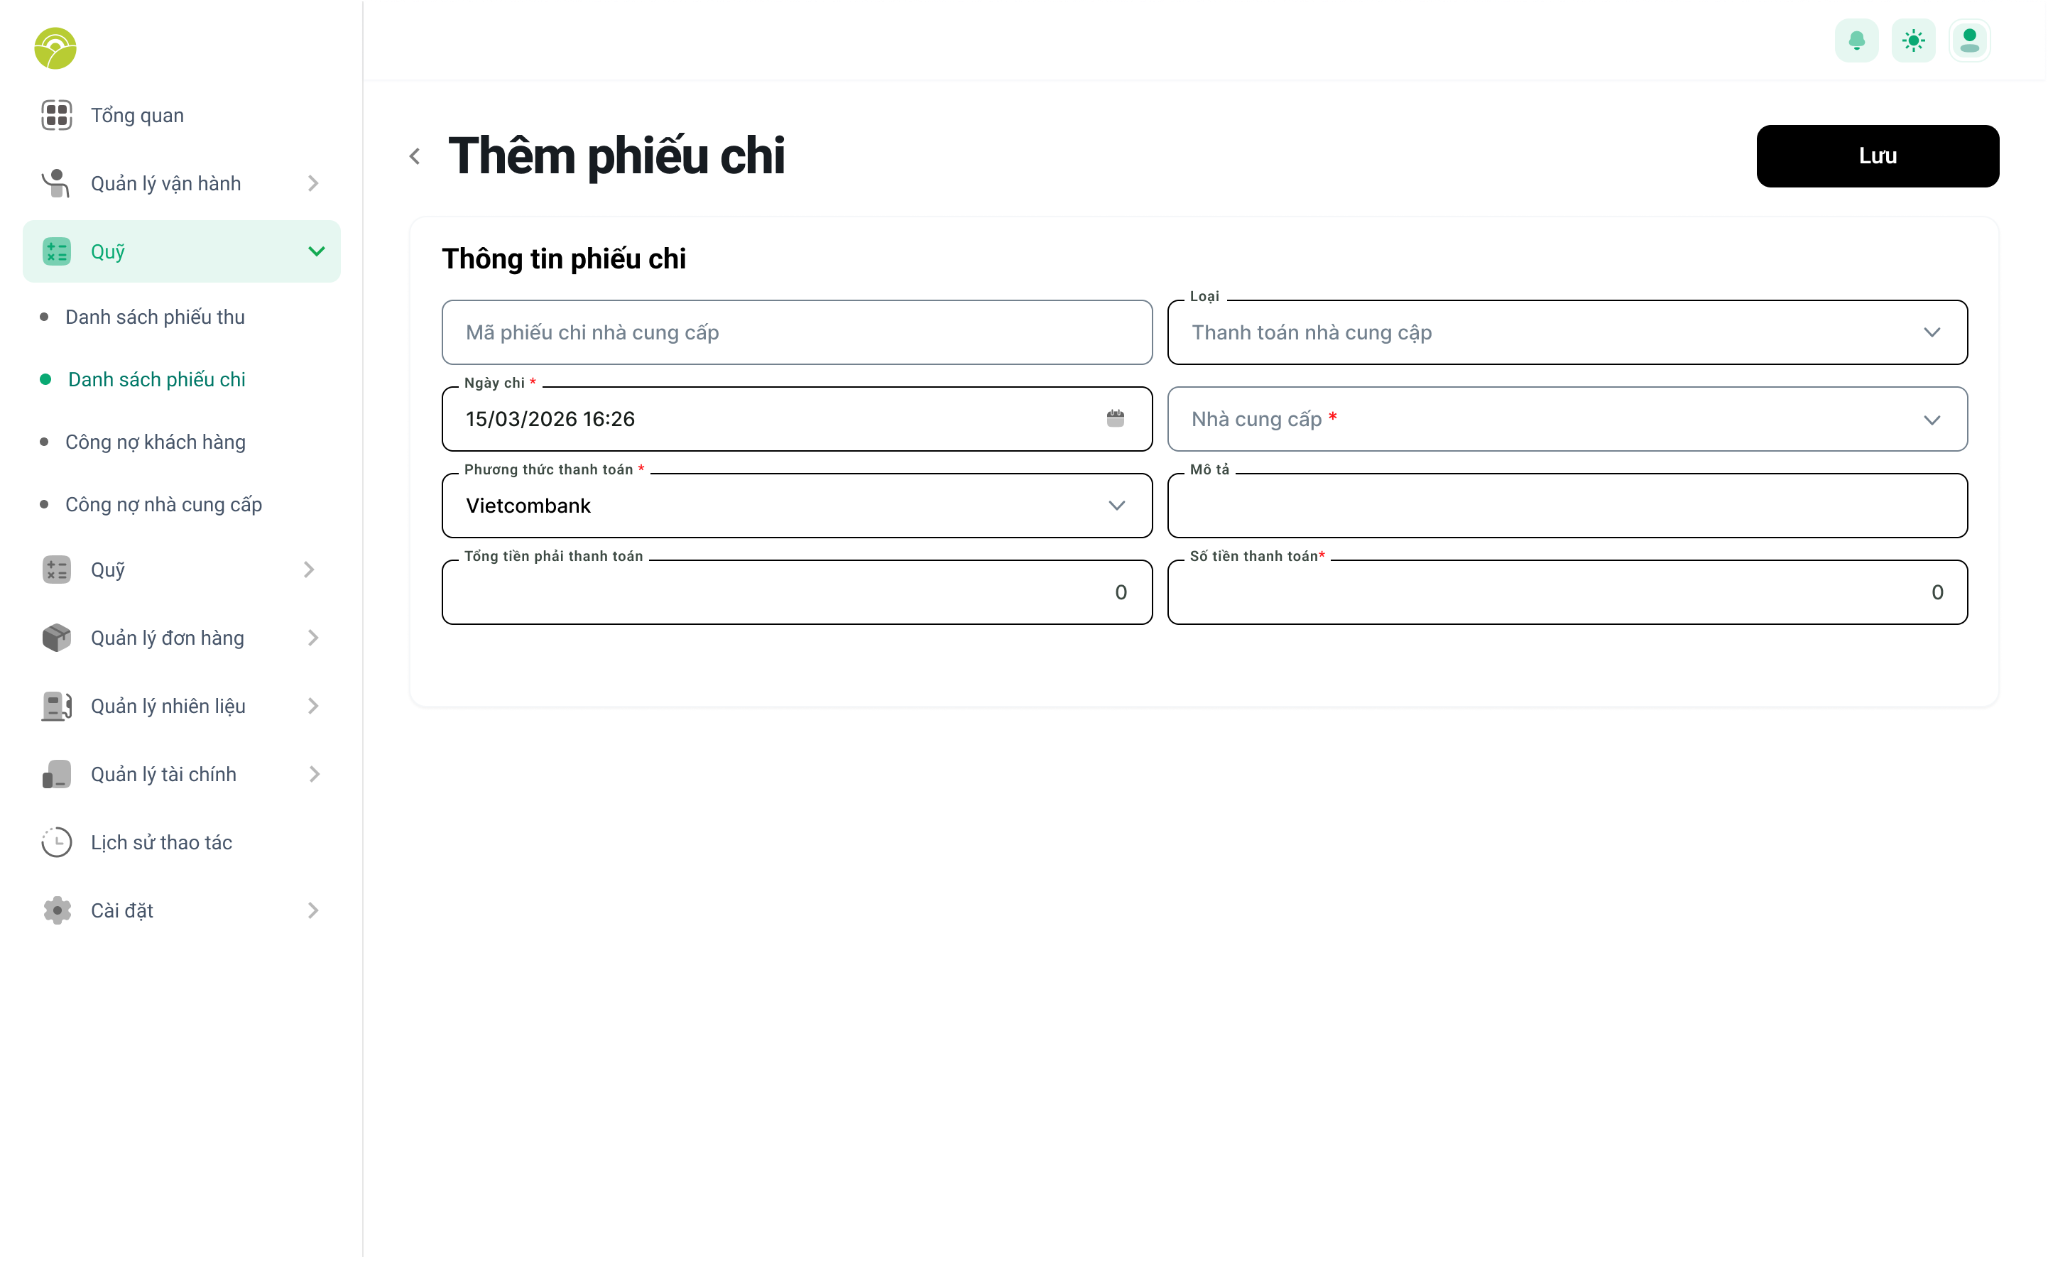 Tổng quan
Quản lý vận hành
Quỹ
Danh sách phiếu thu
Danh sách phiếu chi
Công nợ khách hàng
Công nợ nhà cung cấp
Quỹ
Quản lý đơn hàng
Quản lý nhiên liệu
Quản lý tài chính
Lịch sử thao tác
Cài đặt
Thêm phiếu chi
Lưu
Thông tin phiếu chi
Mã phiếu chi nhà cung cấp
Loại
Thanh toán nhà cung cập
Ngày chi *
15/03/2026 16:26
Nhà cung cấp *
Phương thức thanh toán *
Vietcombank
Mô tả
Tổng tiền phải thanh toán
0
Số tiền thanh toán*
0